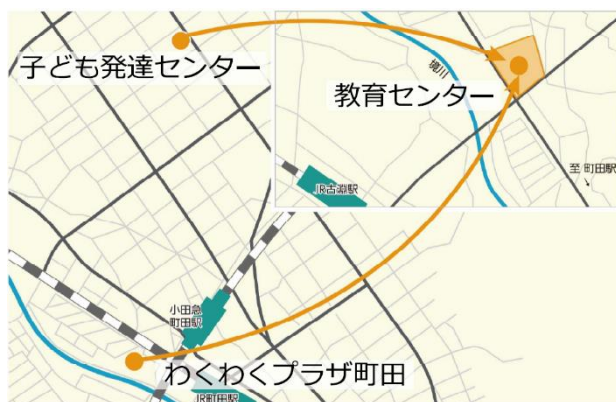 子ども発達センター
境川
教育センター
至 町田駅
JR古淵駅
小田急
町田駅
わくわくプラザ町田
JR町田駅